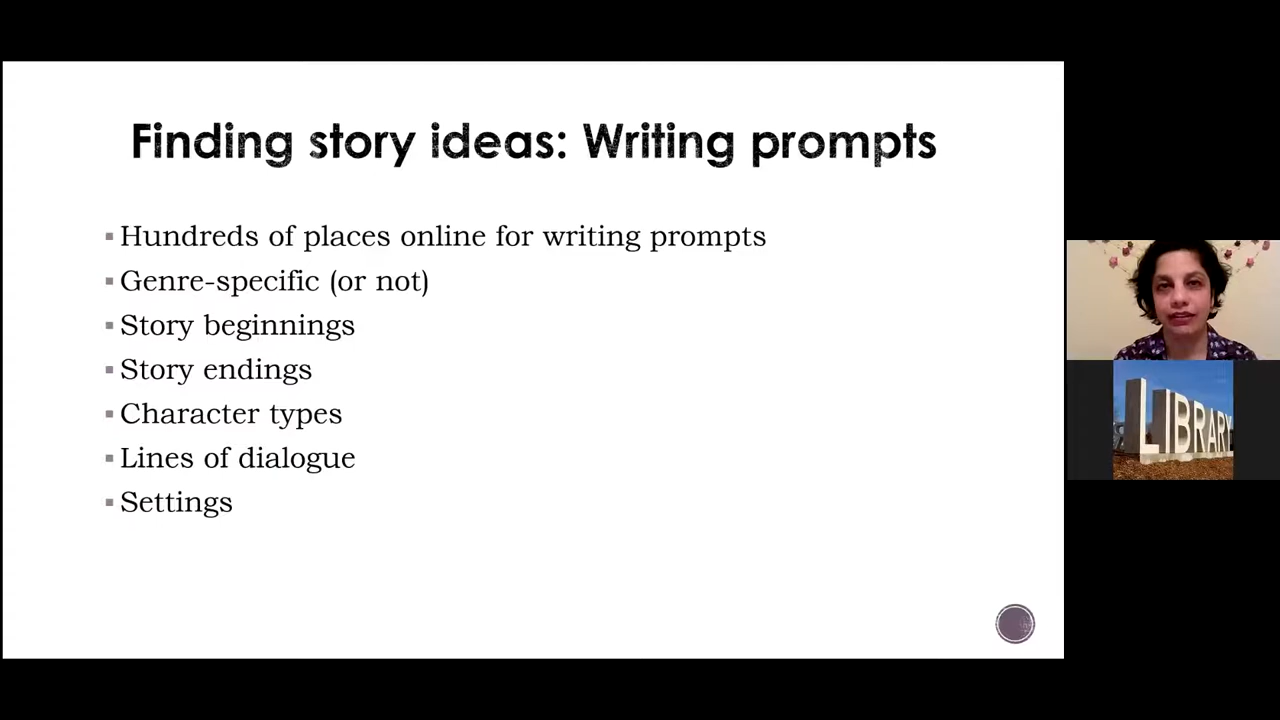 Finding story ideas: Writing prompts
Hundreds of places online for writing prompts
Genre-specific (or not)
Story beginnings
Story endings
Character types
Lines of dialogue
Settings
LIBRARY